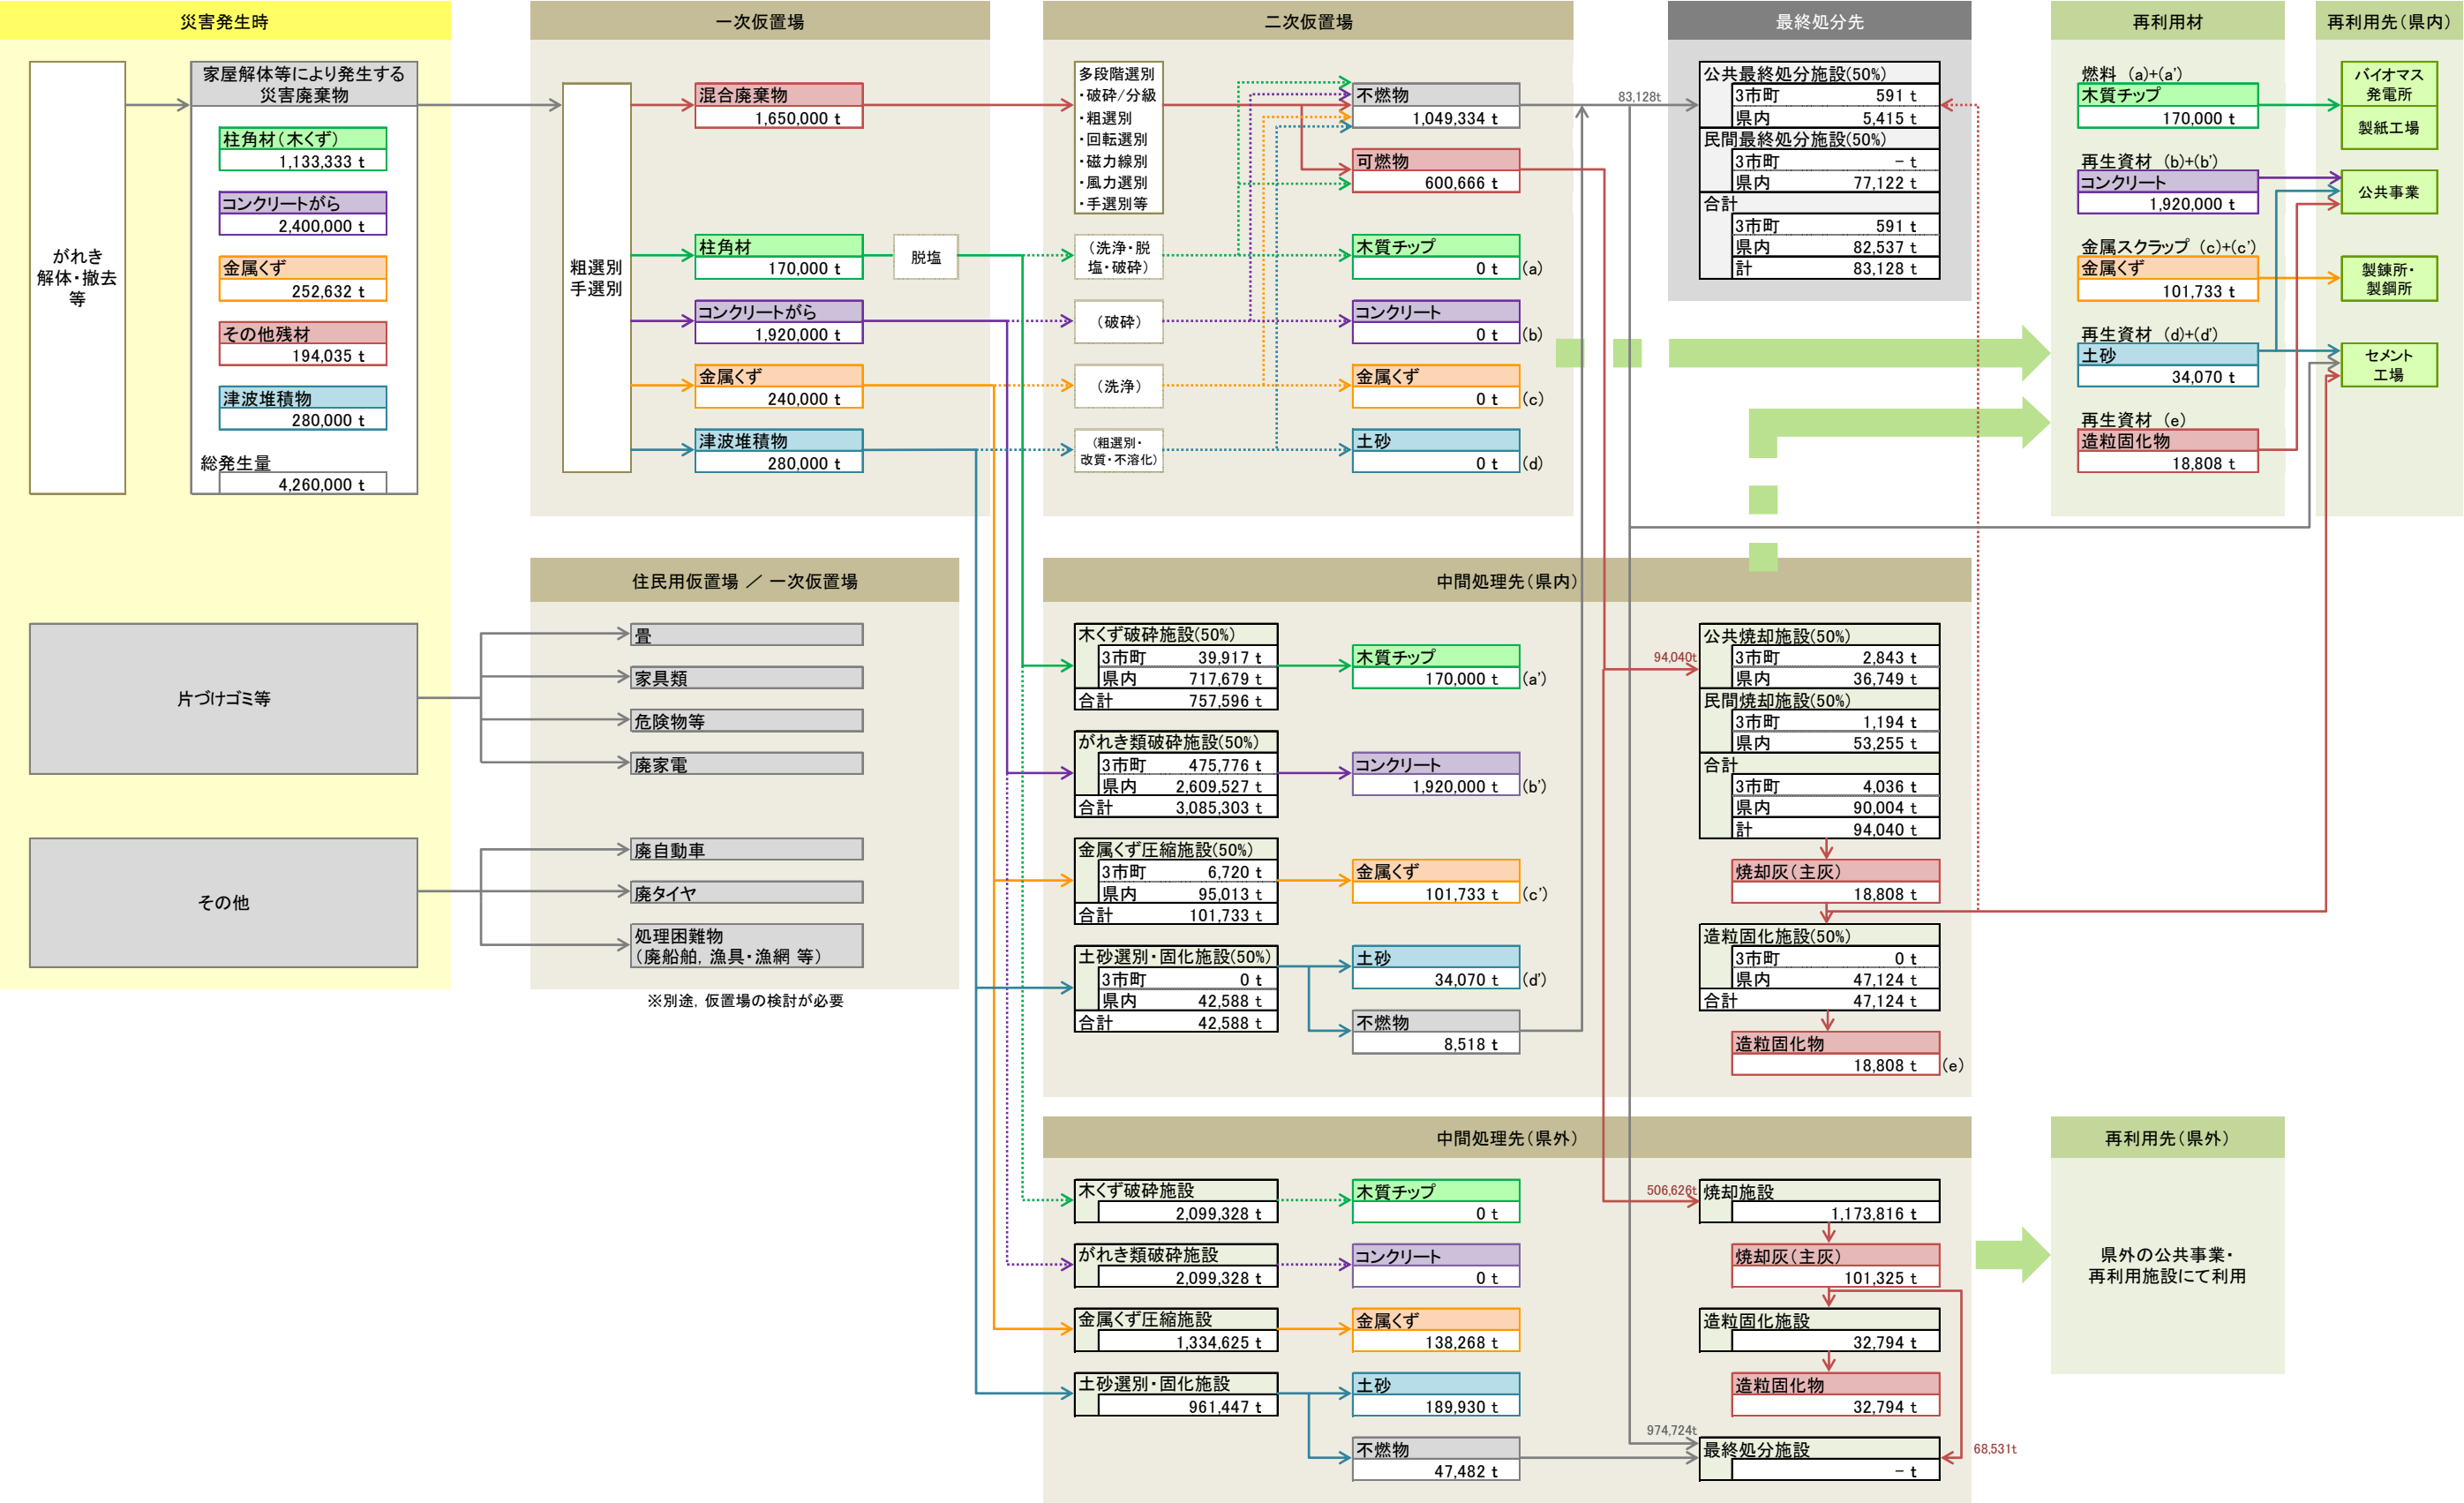 災害発生時
がれき
解体・撤去
等
家屋解体等により発生する
災害廃棄物
柱角材（木くず）
1,133,333 t
コンクリートがら
2,400,000 t
金属くず
252,632 t
その他残材
194,035 t
津波堆積物
280,000 t
総発生量
4,260,000 t
片づけゴミ等
その他
一次仮置場
粗選別
手選別
混合廃棄物
1,650,000 t
柱角材
170,000 t
脱塩
コンクリートがら
1,920,000 t
金属くず
240,000 t
津波堆積物
280,000 t
住民用仮置場 ／ 一次仮置場
畳
家具類
危険物等
廃家電
廃自動車
廃タイヤ
処理困難物
（廃船舶，漁具・漁網 等）
※別途，仮置場の検討が必要
二次仮置場
多段階選別
・破砕/分級
・粗選別
・回転選別
・磁力線別
・風力選別
・手選別等
（洗浄・脱
塩・破砕）
（破砕）
（洗浄）
（粗選別・
改質・不溶化）
不燃物
1,049,334 t
可燃物
600,666 t
木質チップ
0 t (a)
コンクリート
0 t (b)
金属くず
0 t (c)
土砂
0 t (d)
83,128t
最終処分先
公共最終処分施設(50%)
3市町 591 t
県内 5,415 t
民間最終処分施設(50%)
3市町 － t
県内 77,122 t
合計
3市町 591 t
県内 82,537 t
計 83,128 t
再利用材
燃料 (a)+(a')
木質チップ
170,000 t
再生資材 (b)+(b')
コンクリート
1,920,000 t
金属スクラップ (c)+(c')
金属くず
101,733 t
再生資材 (d)+(d')
土砂
34,070 t
再生資材 (e)
造粒固化物
18,808 t
再利用先（県内）
バイオマス
発電所
製紙工場
公共事業
製錬所・
製鋼所
セメント
工場
中間処理先（県内）
木くず破砕施設(50%)
3市町 39,917 t
県内 717,679 t
合計 757,596 t
木質チップ
170,000 t (a')
がれき類破砕施設(50%)
3市町 475,776 t
県内 2,609,527 t
合計 3,085,303 t
コンクリート
1,920,000 t (b')
金属くず圧縮施設(50%)
3市町 6,720 t
県内 95,013 t
合計 101,733 t
金属くず
101,733 t (c')
土砂選別・固化施設(50%)
3市町 0 t
県内 42,588 t
合計 42,588 t
土砂
34,070 t (d')
不燃物
8,518 t
94,040t
公共焼却施設(50%)
3市町 2,843 t
県内 36,749 t
民間焼却施設(50%)
3市町 1,194 t
県内 53,255 t
合計
3市町 4,036 t
県内 90,004 t
計 94,040 t
焼却灰（主灰）
18,808 t
造粒固化施設(50%)
3市町 0 t
県内 47,124 t
合計 47,124 t
造粒固化物
18,808 t (e)
中間処理先（県外）
木くず破砕施設
2,099,328 t
木質チップ
0 t
がれき類破砕施設
2,099,328 t
コンクリート
0 t
金属くず圧縮施設
1,334,625 t
金属くず
138,268 t
土砂選別・固化施設
961,447 t
土砂
189,930 t
不燃物
47,482 t
506,626t
焼却施設
1,173,816 t
焼却灰（主灰）
101,325 t
造粒固化施設
32,794 t
造粒固化物
32,794 t
974,724t
最終処分施設
－ t
68,531t
再利用先（県外）
県外の公共事業・
再利用施設にて利用